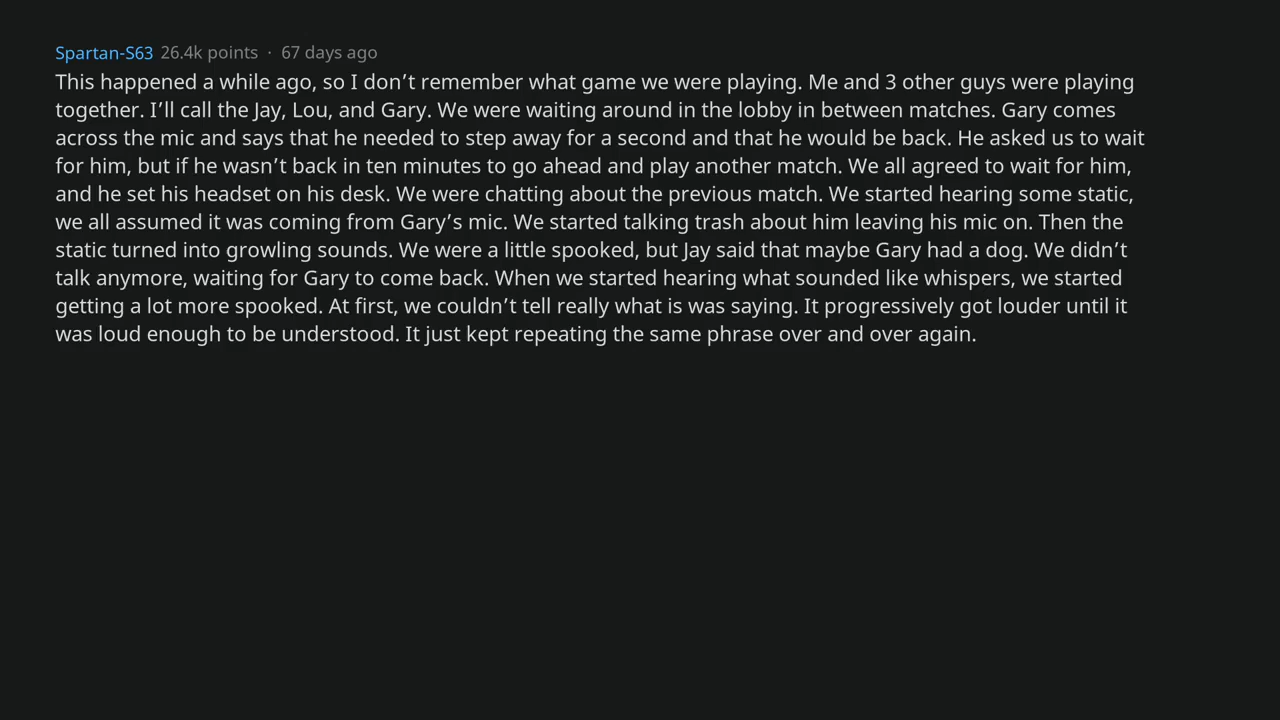 Spartan-S63 26.4k points · 67 days ago
This happened a while ago, so I don’t remember what game we were playing. Me and 3 other guys were playing
together. I’ll call the Jay, Lou, and Gary. We were waiting around in the lobby in between matches. Gary comes
across the mic and says that he needed to step away for a second and that he would be back. He asked us to wait
for him, but if he wasn’t back in ten minutes to go ahead and play another match. We all agreed to wait for him,
and he set his headset on his desk. We were chatting about the previous match. We started hearing some static,
we all assumed it was coming from Gary’s mic. We started talking trash about him leaving his mic on. Then the
static turned into growling sounds. We were a little spooked, but Jay said that maybe Gary had a dog. We didn’t
talk anymore, waiting for Gary to come back. When we started hearing what sounded like whispers, we started
getting a lot more spooked. At first, we couldn’t tell really what is was saying. It progressively got louder until it
was loud enough to be understood. It just kept repeating the same phrase over and over again.